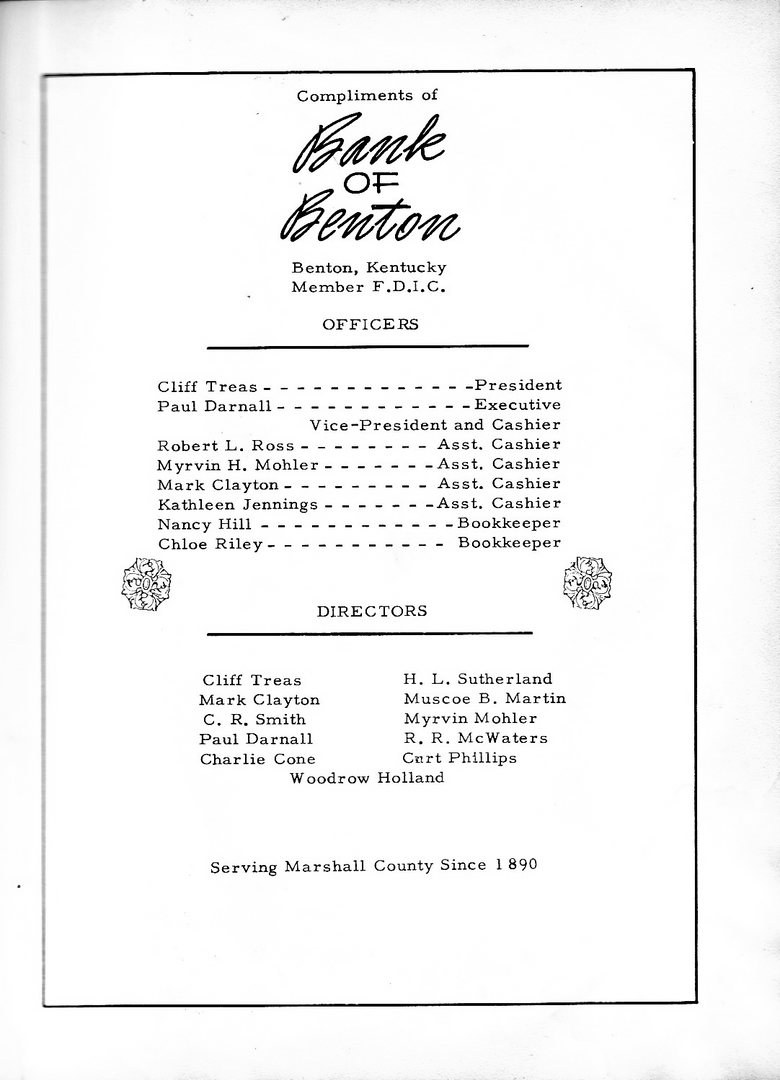 Compliments of
Bank
OF
Benton
Benton, Kentucky
Member F.D.I.C.
OFFICERS
Cliff Treas - - - - - - - - - - - - -President
Paul Darnall - - - - - - - - - - - -Executive
Vice-President and Cashier
Robert L. Ross - - - - - - - - Asst. Cashier
Myrvin H. Mohler - - - - - - -Asst. Cashier
Mark Clayton - - - - - - - - - Asst. Cashier
Kathleen Jennings - - - - - - -Asst. Cashier
Nancy Hill - - - - - - - - - - - -Bookkeeper
Chloe Riley- - - - - - - - - - - Bookkeeper
DIRECTORS
Cliff Treas H. L. Sutherland
Mark Clayton Muscoe B. Martin
C. R. Smith Myrvin Mohler
Paul Darnall R. R. McWaters
Charlie Cone Curt Phillips
Woodrow Holland
Serving Marshall County Since 1890